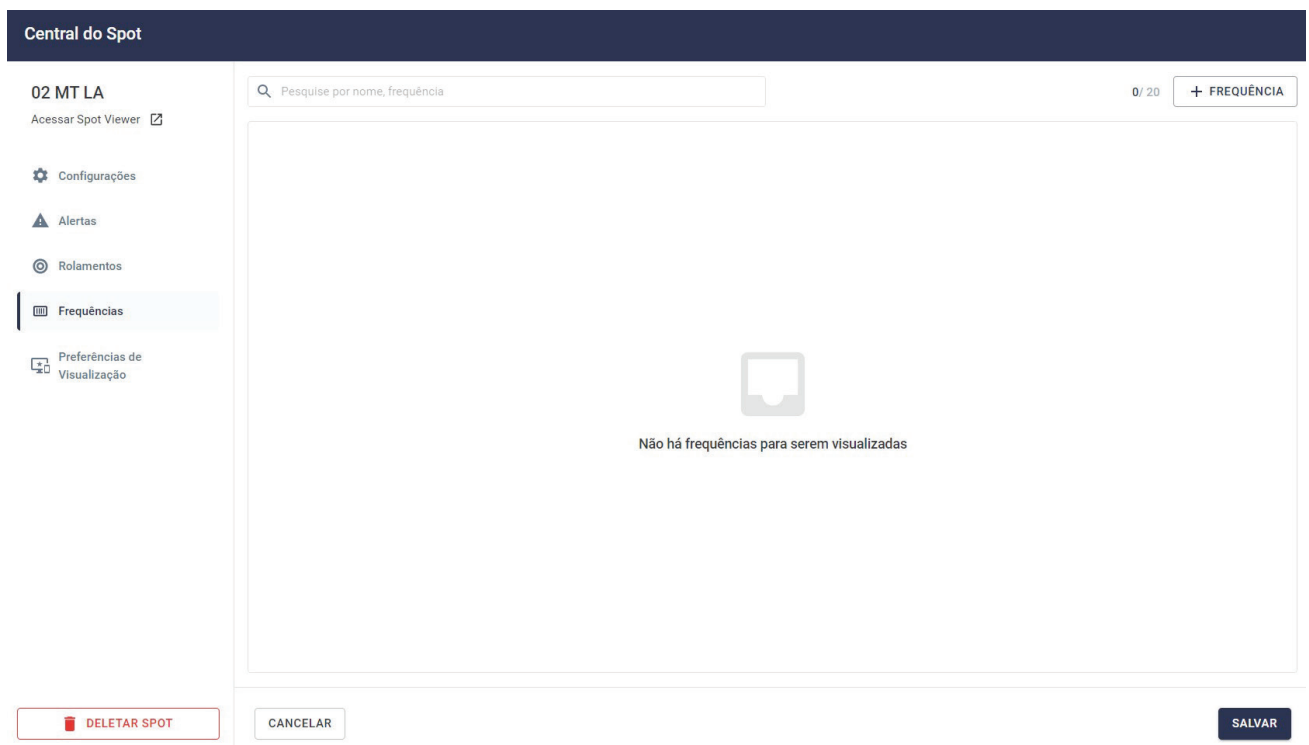 Central do Spot
02 MT LA
Acessar Spot Viewer
Configurações
Alertas
Rolamentos
Frequências
Preferências de
Visualização
DELETAR SPOT
Pesquise por nome, frequência
0/ 20
+ FREQUÊNCIA
Não há frequências para serem visualizadas
CANCELAR
SALVAR